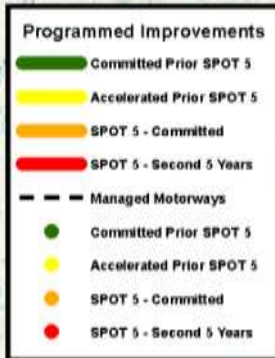 Programmed Improvements
Committed Prior SPOT 5
Accelerated Prior SPOT 5
SPOT 5 - Committed
SPOT 5 - Second 5 Years
Managed Motorways
Committed Prior SPOT 5
Accelerated Prior SPOT 5
SPOT 5 - Committed
SPOT 5 - Second 5 Years